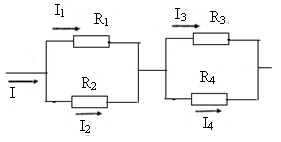 I₁ R₁ I₃ R₃
R₂ R₄
I I₂ I₄